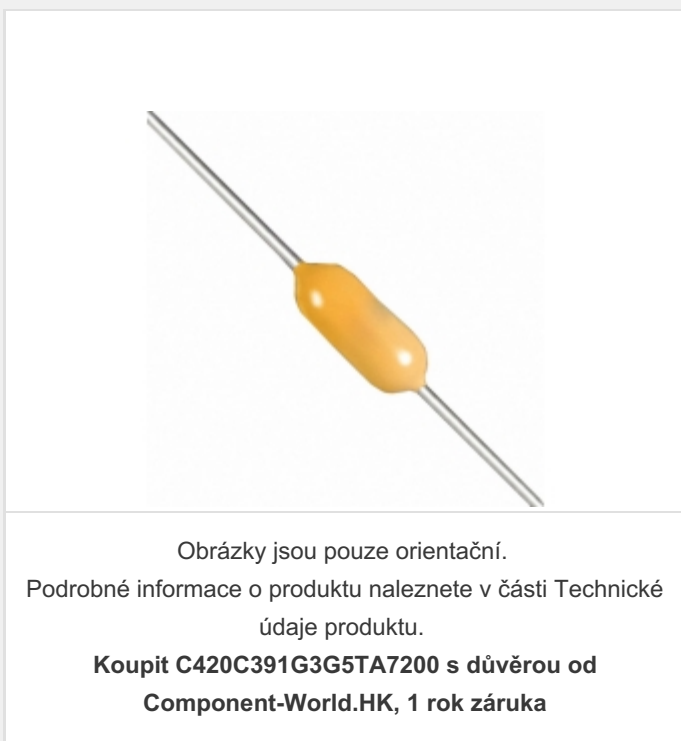 Obrázky jsou pouze orientační.
Podrobné informace o produktu naleznete v části Technické
údaje produktu.
Koupit C420C391G3G5TA7200 s důvěrou od
Component-World.HK, 1 rok záruka